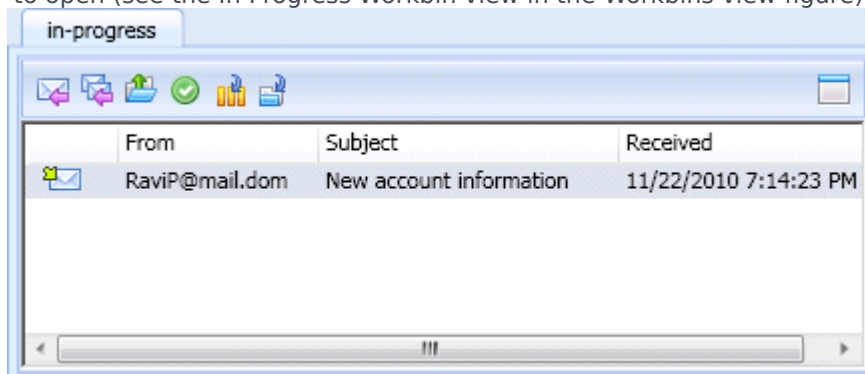 to open (see the In-Progress Workbin view in the Workbins view figure)
in-progress
From Subject Received
RaviP@mail.dom New account information 11/22/2010 7:14:23 PM